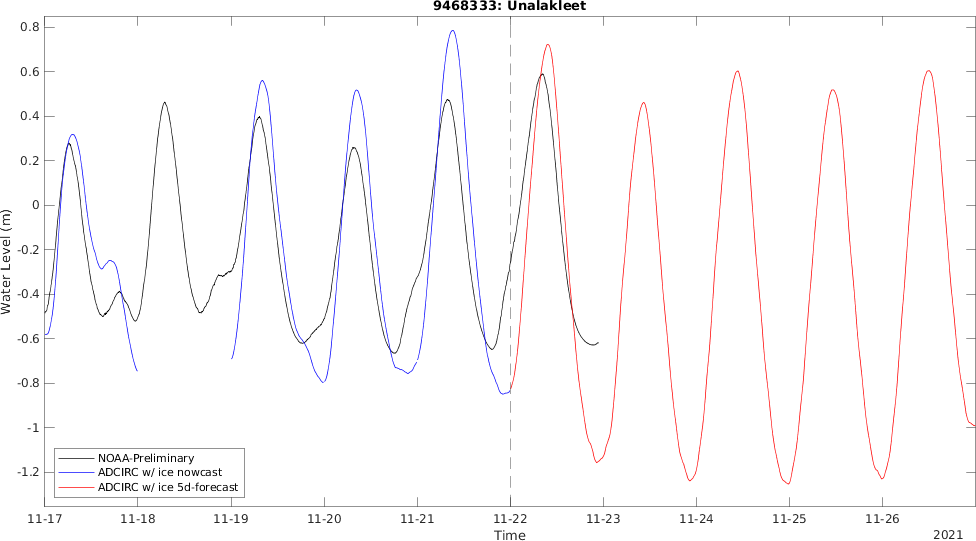 9468333: Unalakleet
0.8
0.6
0.4
0.2
0
-0.2
-0.4
-0.6
-0.8
-1
-1.2
Water Level (m)
NOAA-Preliminary
ADCIRC w/ ice nowcast
ADCIRC w/ ice 5d-forecast
11-17 11-18 11-19 11-20 11-21 11-22 11-23 11-24 11-25 11-26
Time
2021